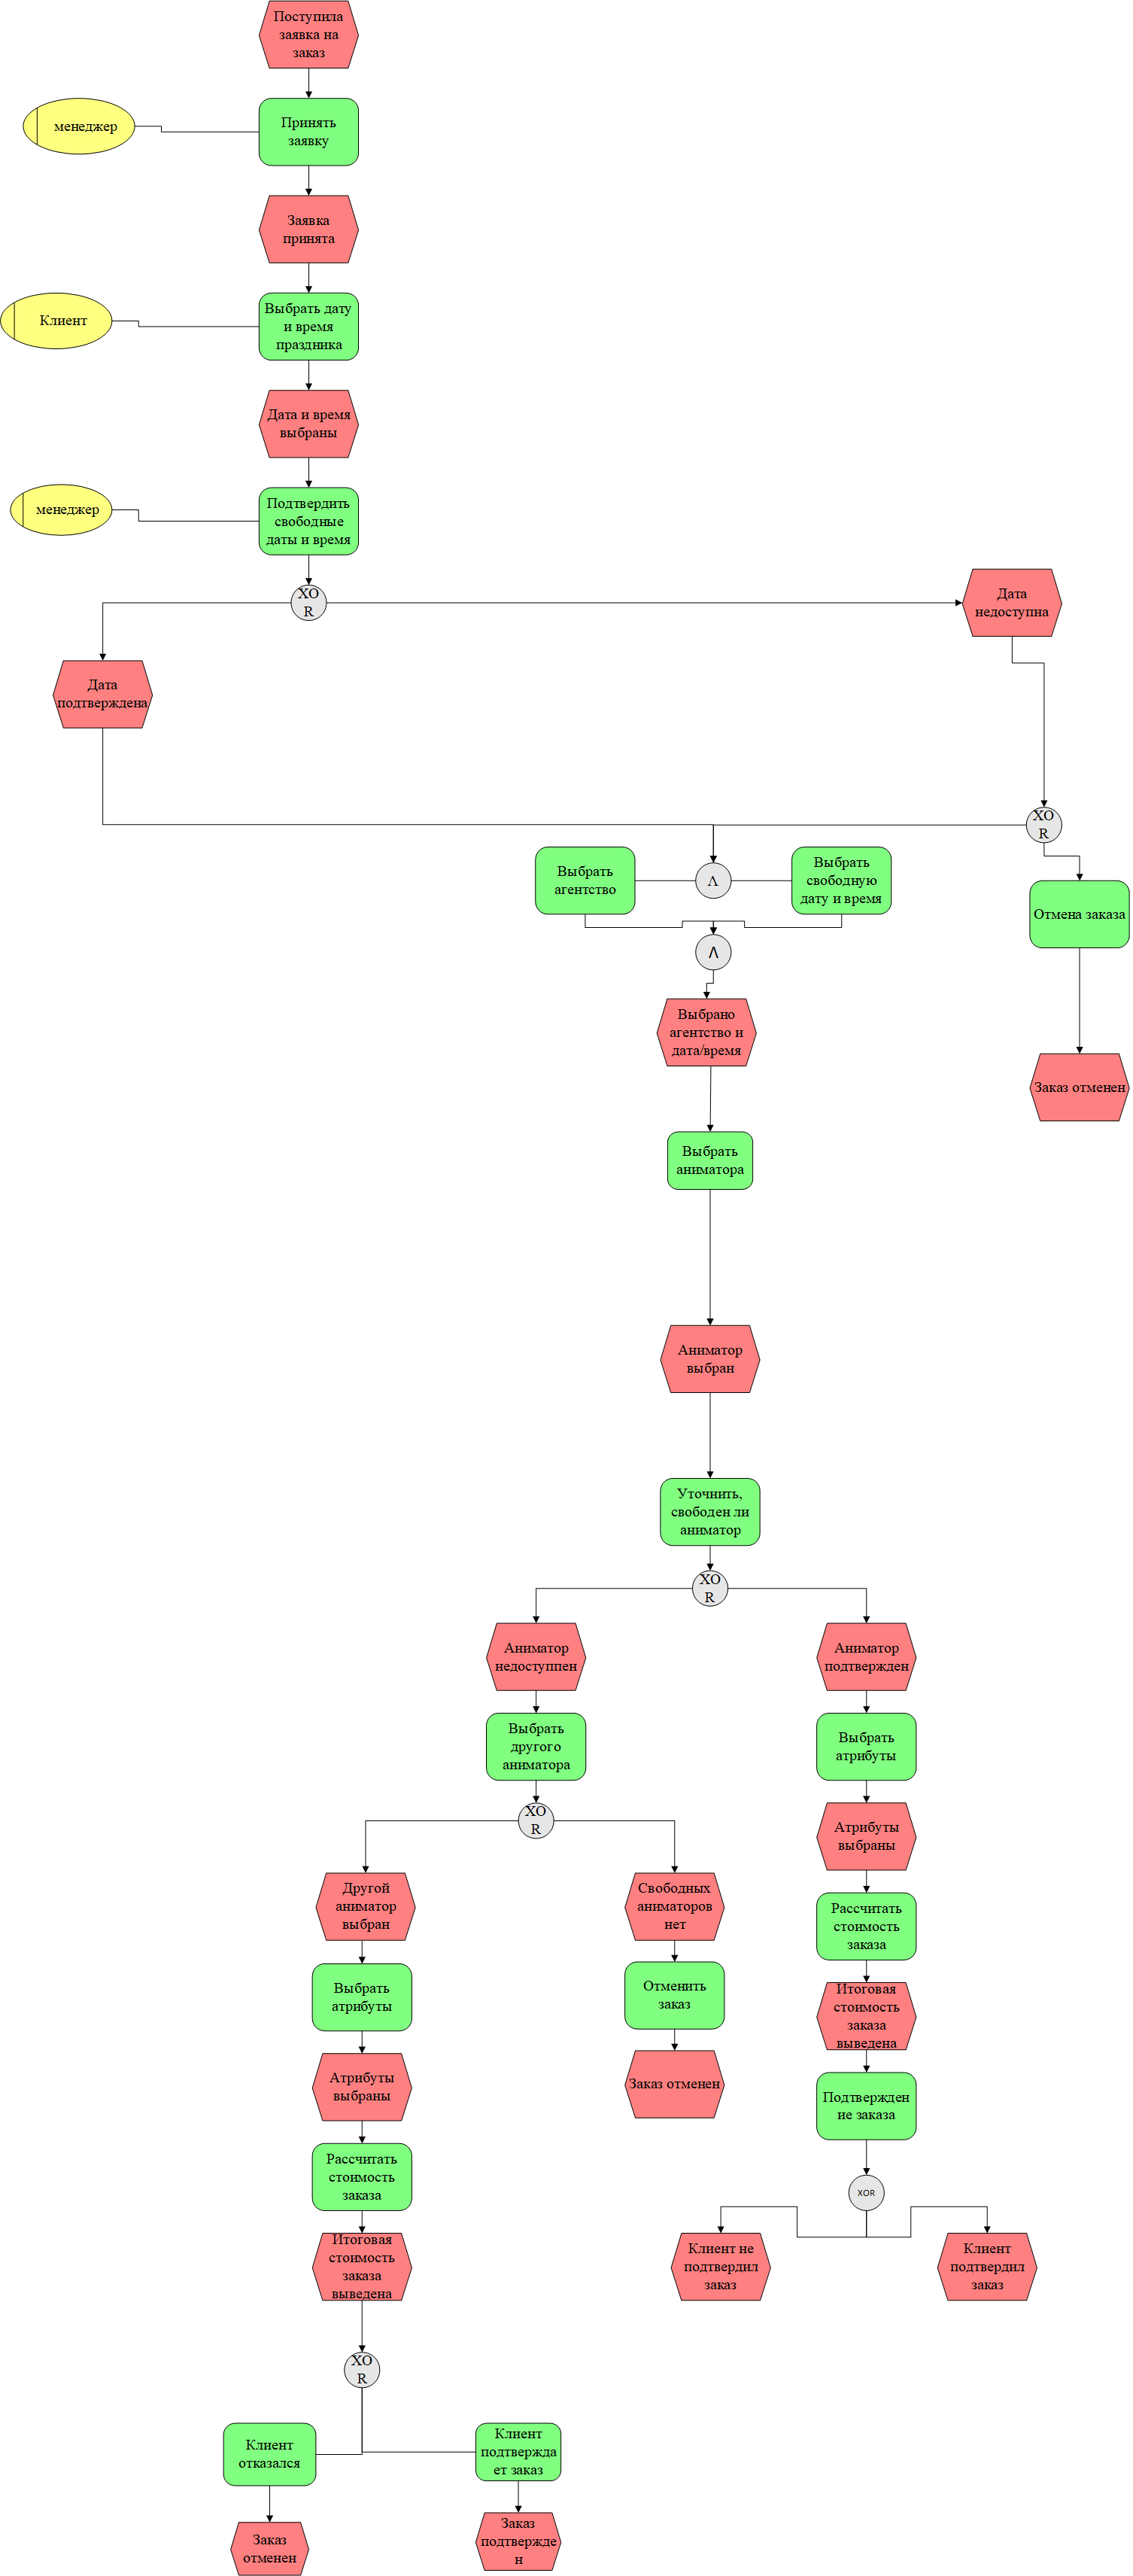 Поступила
заявка на
заказ
менеджер
Принять
заявку
Заявка
принята
Клиент
Выбрать дату
и время
праздника
Дата и время
выбраны
менеджер
Подтвердить
свободные
даты и время
XO
R
Дата
недоступна
Дата
подтверждена
XO
R
Выбрать
агентство
Λ
Выбрать
свободную
дату и время
Отмена заказа
Λ
Выбрано
агентство и
дата/время
Заказ отменен
Выбрать
аниматора
Аниматор
выбран
Уточнить,
свободен ли
аниматор
XO
R
Аниматор
недоступпен
Аниматор
подтвержден
Выбрать
другого
аниматора
Выбрать
атрибуты
XO
R
Атрибуты
выбраны
Другой
аниматор
выбран
Свободных
аниматоров
нет
Рассчитать
стоимость
заказа
Выбрать
атрибуты
Отменить
заказ
Итоговая
стоимость
заказа
выведена
Атрибуты
выбраны
Заказ отменен
Подтвержден
ие заказа
Рассчитать
стоимость
заказа
XOR
Итоговая
стоимость
заказа
выведена
Клиент не
подтвердил
заказ
Клиент
подтвердил
заказ
XO
R
Клиент
отказался
Клиент
подтвержда
ет заказ
Заказ
отменен
Заказ
подтвержде
н